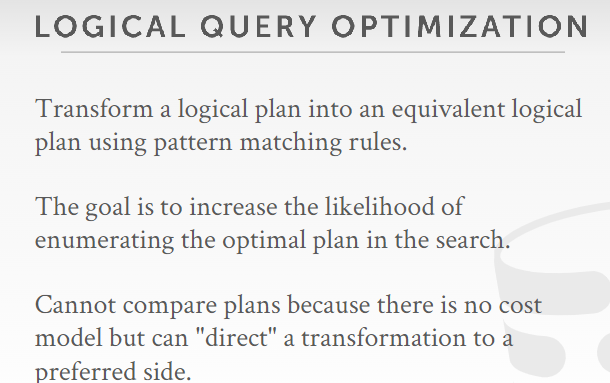 LOGICAL QUERY OPTIMIZATION
Transform a logical plan into an equivalent logical
plan using pattern matching rules.
The goal is to increase the likelihood of
enumerating the optimal plan in the search.
Cannot compare plans because there is no cost
model but can "direct" a transformation to a
preferred side.